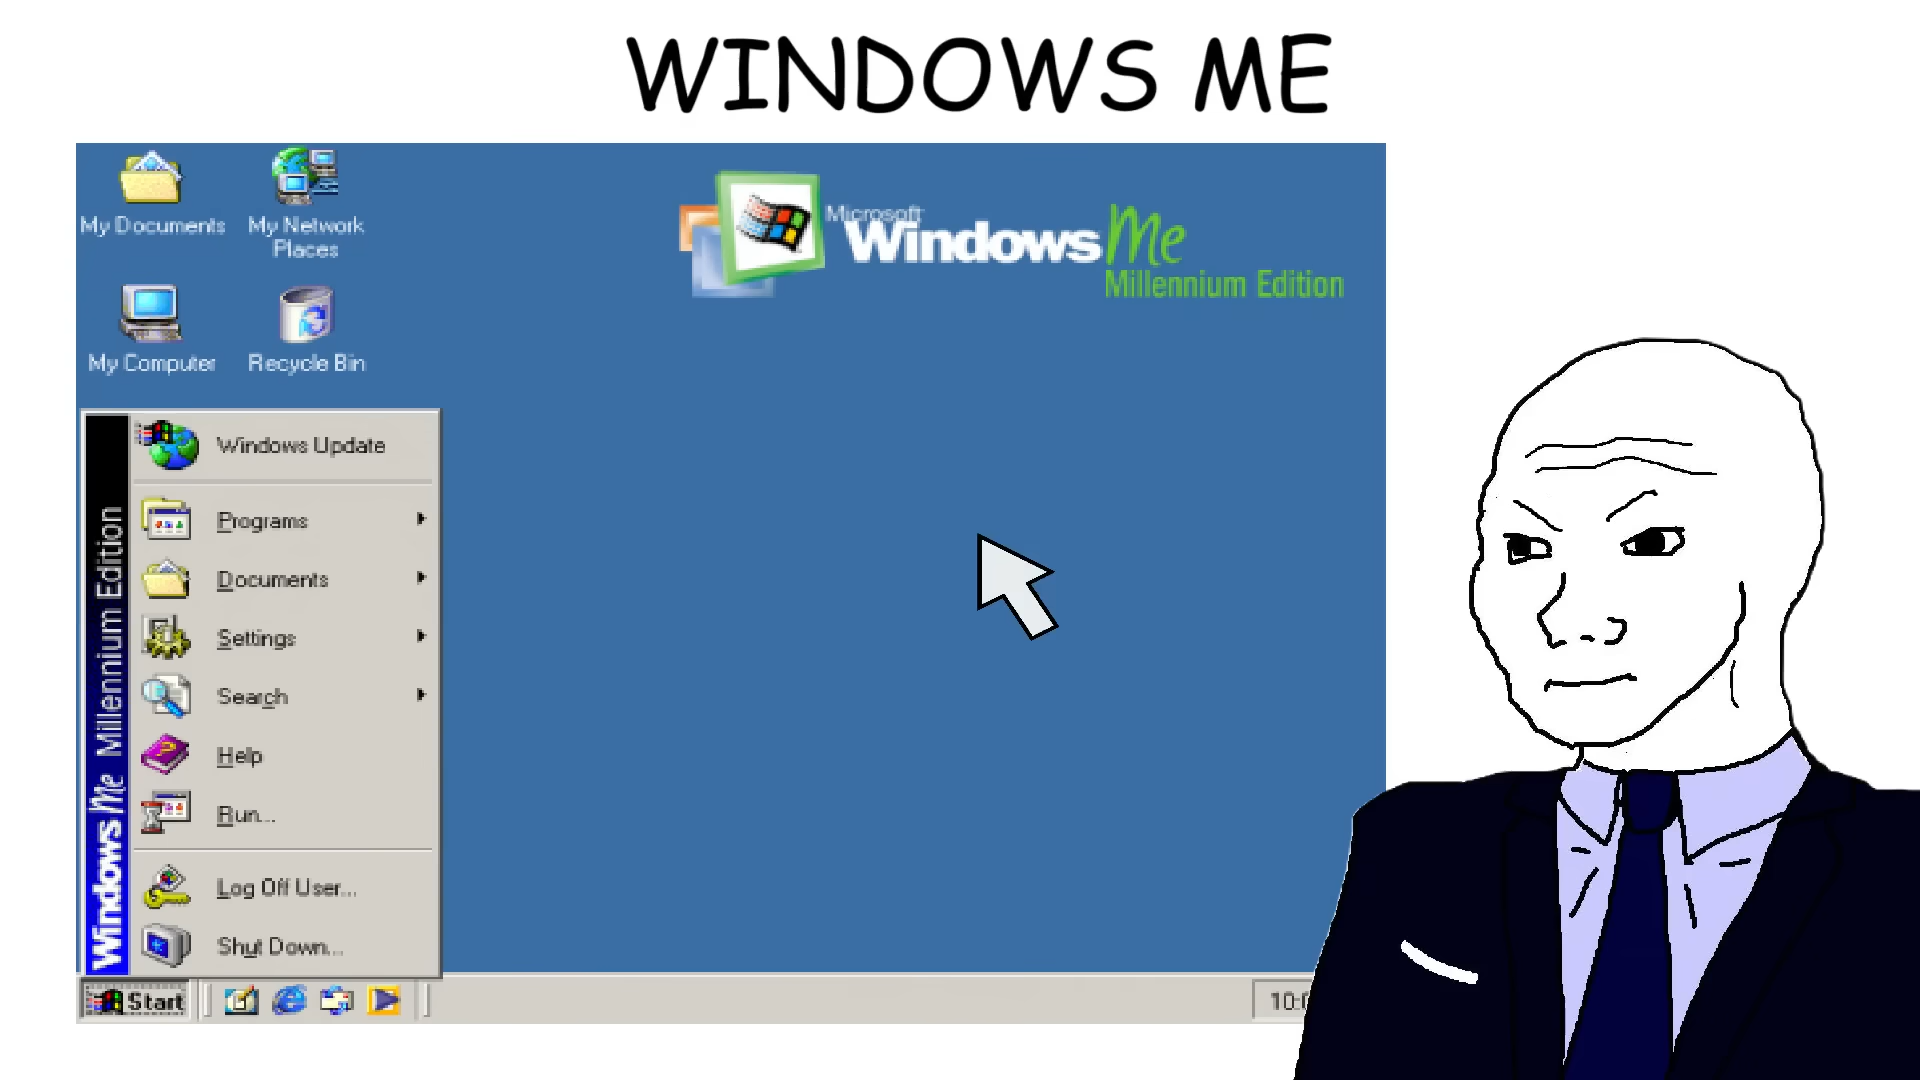 WINDOWS ME
My Documents
My Network
Places
Microsoft
Windows Me
Millennium Edition
My Computer
Recycle Bin
Windows Update
Programs
Documents
Settings
Search
Help
Run...
Log Off User...
Shut Down...
Windows Me Millennium Edition
Start